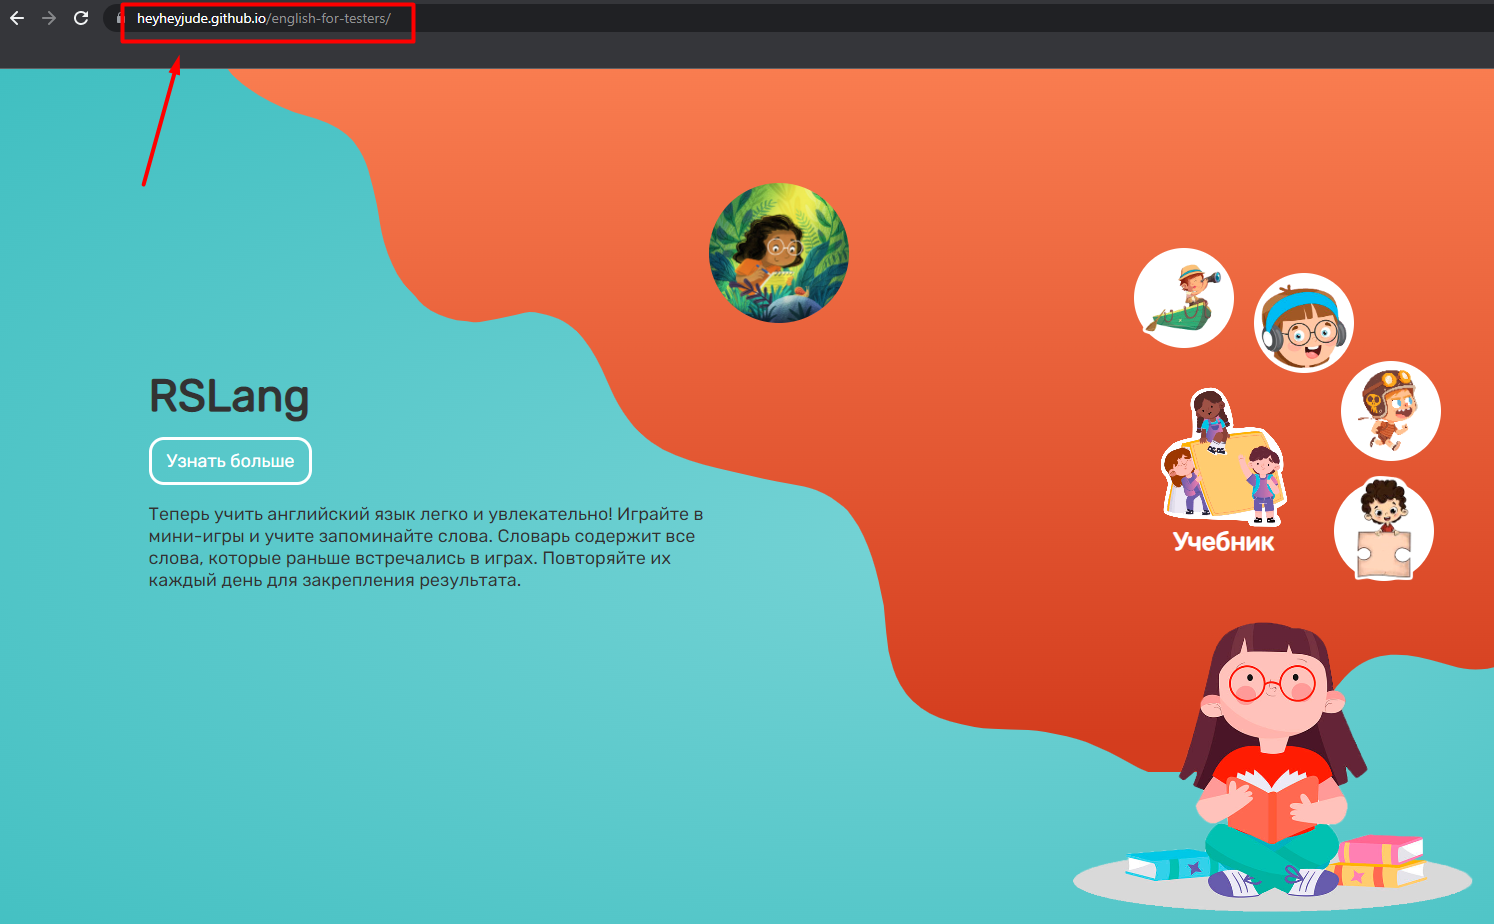 heyheyjude.github.io/english-for-testers/
RSLang
Узнать больше
Теперь учить английский язык легко и увлекательно! Играйте в
мини-игры и учите запоминайте слова. Словарь содержит все
слова, которые раньше встречались в играх. Повторяйте их
каждый день для закрепления результата.
Учебник